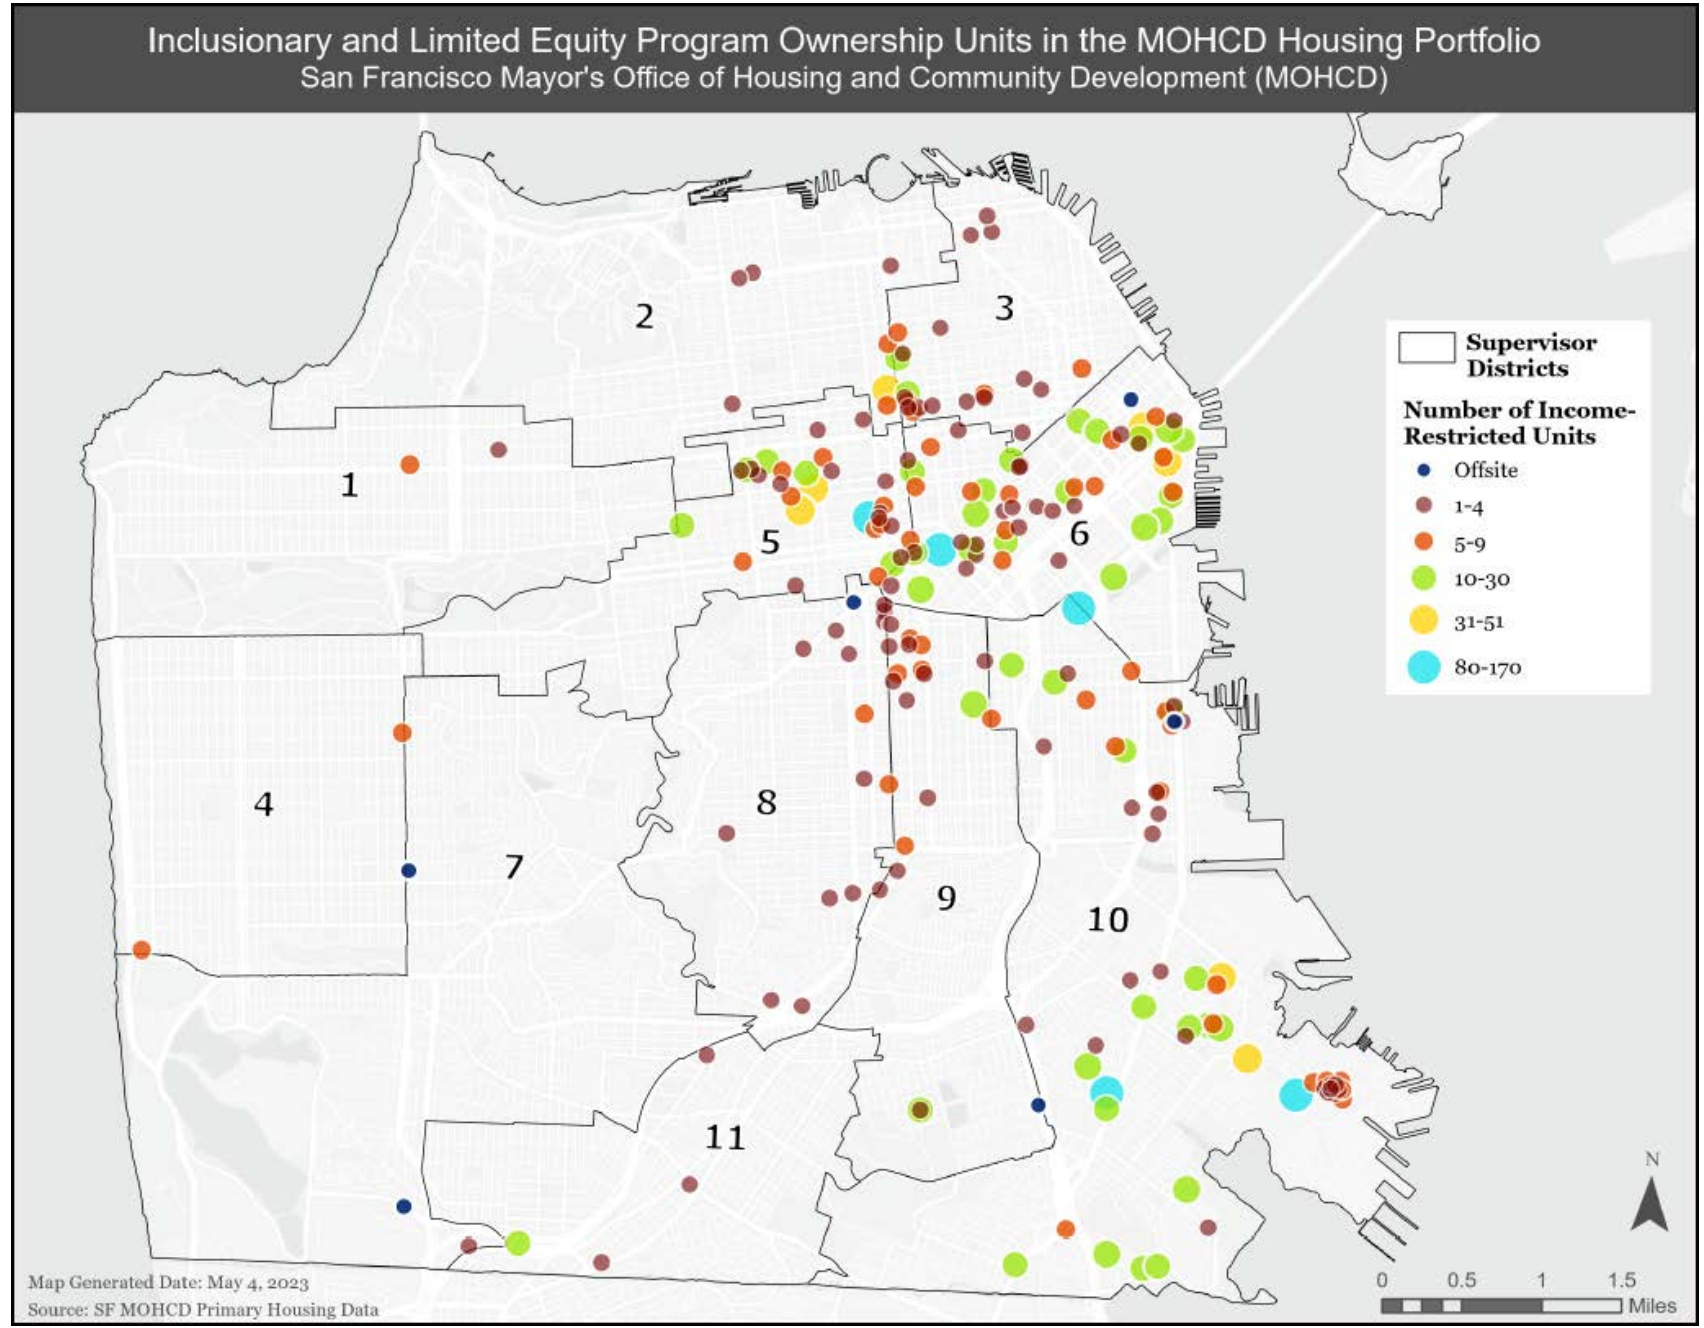 Inclusionary and Limited Equity Program Ownership Units in the MOHCD Housing Portfolio
San Francisco Mayor's Office of Housing and Community Development (MOHCD)
2
3
1
5
6
4
7
8
9
10
11
Supervisor
Districts
Number of Income-
Restricted Units
Offsite
1-4
5-9
10-30
31-51
80-170
N
0 0.5 1 1.5
Miles
Map Generated Date: May 4, 2023
Source: SF MOHCD Primary Housing Data